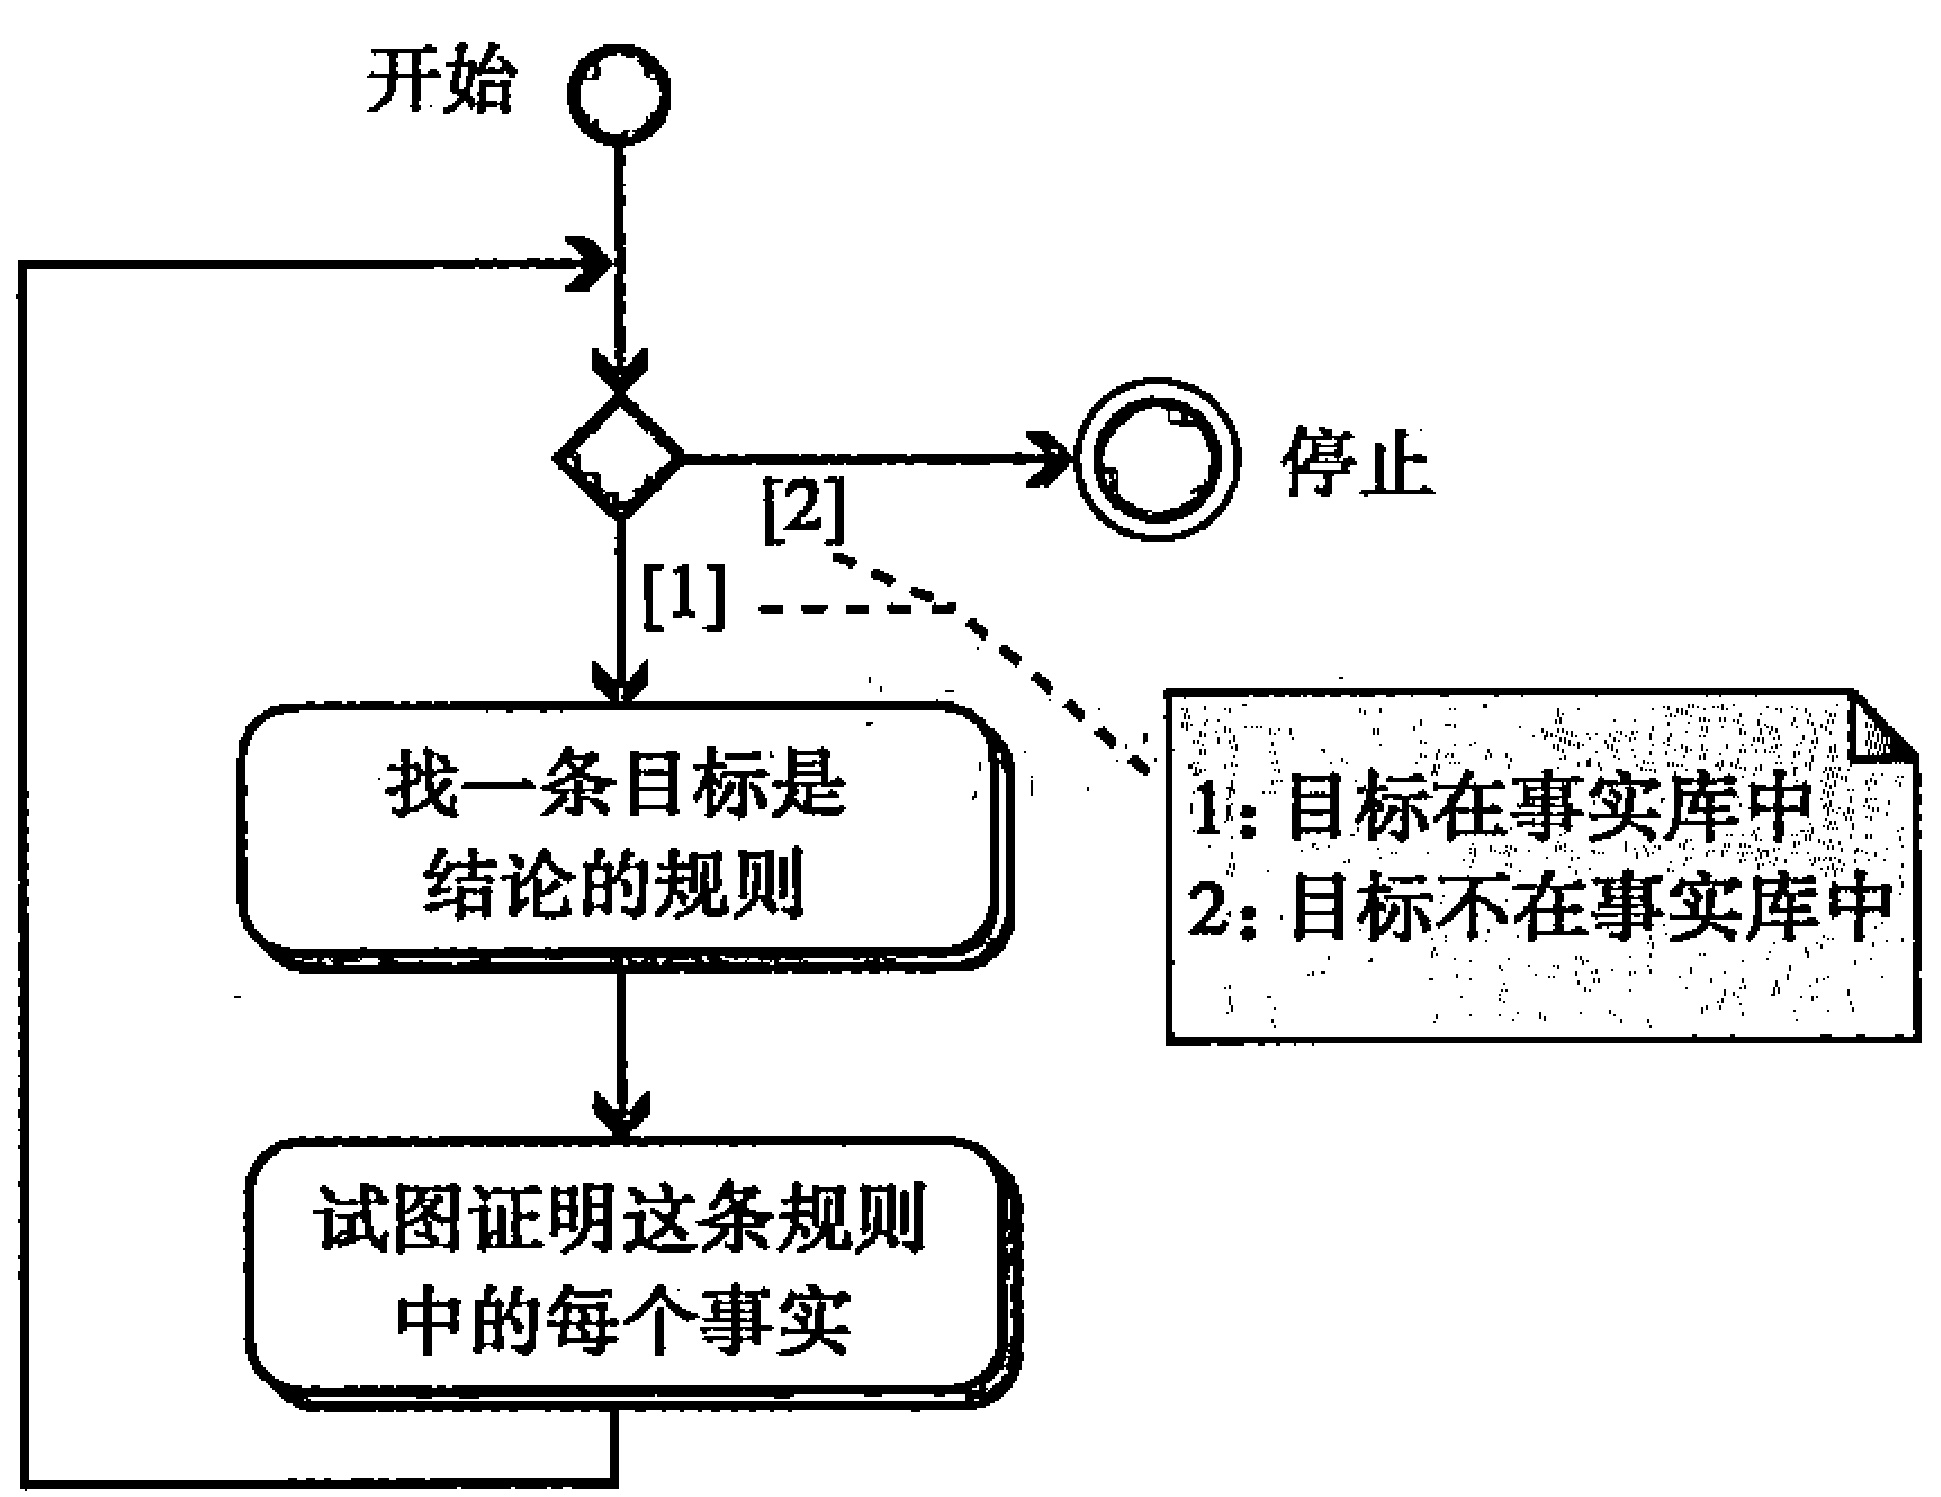 开始
停止
[2]
[1]
找一条目标是
结论的规则
1: 目标在事实库中
2: 目标不在事实库中
试图证明这条规则
中的每个事实